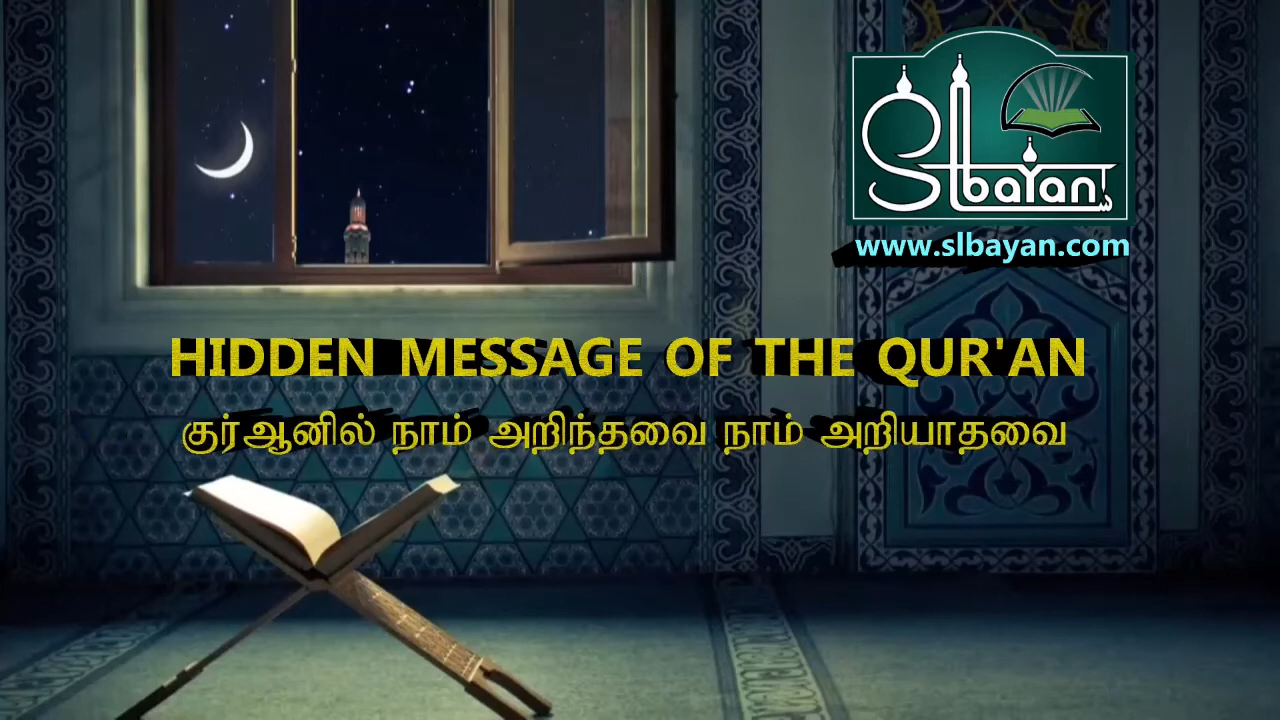 Slbayan
www.slbayan.com
HIDDEN MESSAGE OF THE QUR'AN
குர்ஆனில் நாம் அறிந்தவை நாம் அறியாதவை